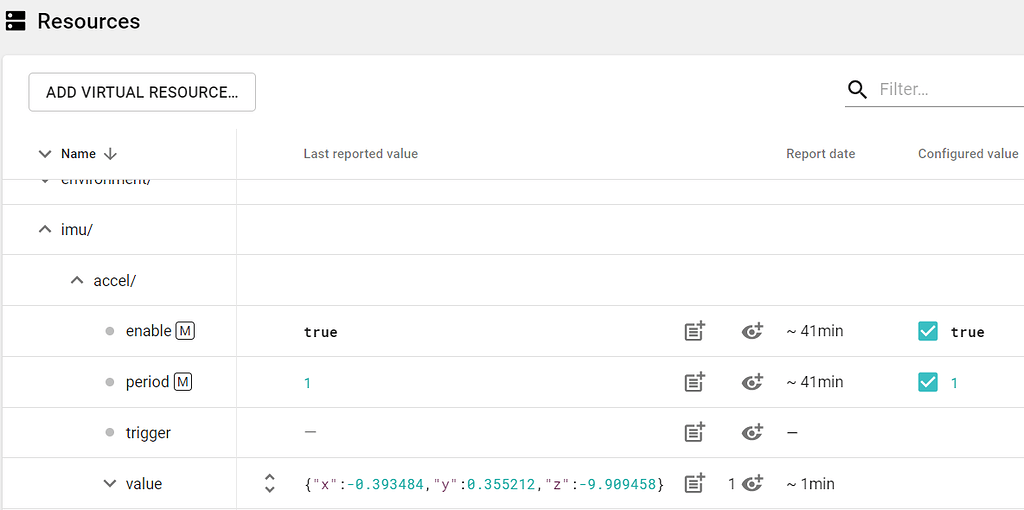 Resources
ADD VIRTUAL RESOURCE...
Filter...
Name Last reported value Report date Configured value
environment/
imu/
accel/
enable M true ~ 41min true
period M 1 ~ 41min 1
trigger — –
value {"x":-0.393484,"y":0.355212,"z":-9.909458} 1 ~ 1min